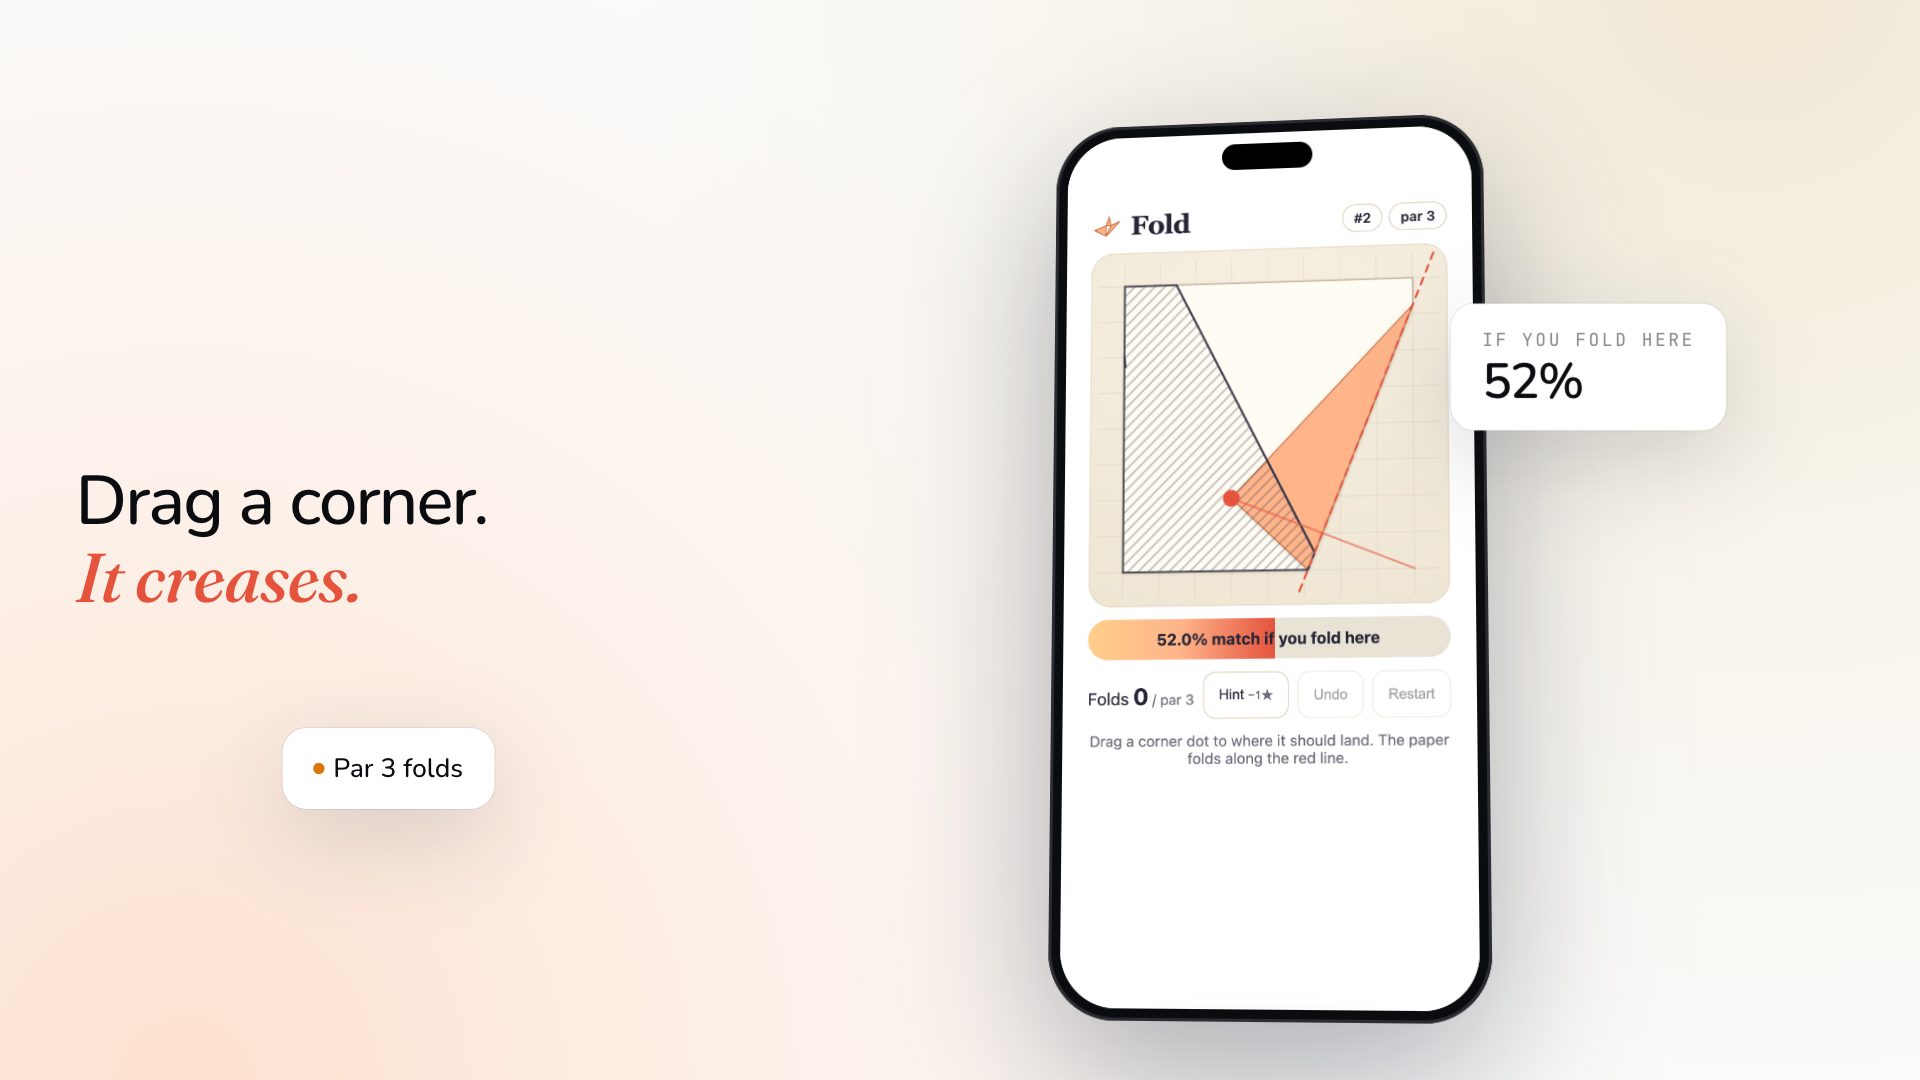 Drag a corner.
It creases.
Par 3 folds
Fold
#2
par 3
IF YOU FOLD HERE
52%
52.0% match if you fold here
Folds 0 / par 3
Hint −1★
Undo
Restart
Drag a corner dot to where it should land. The paper
folds along the red line.